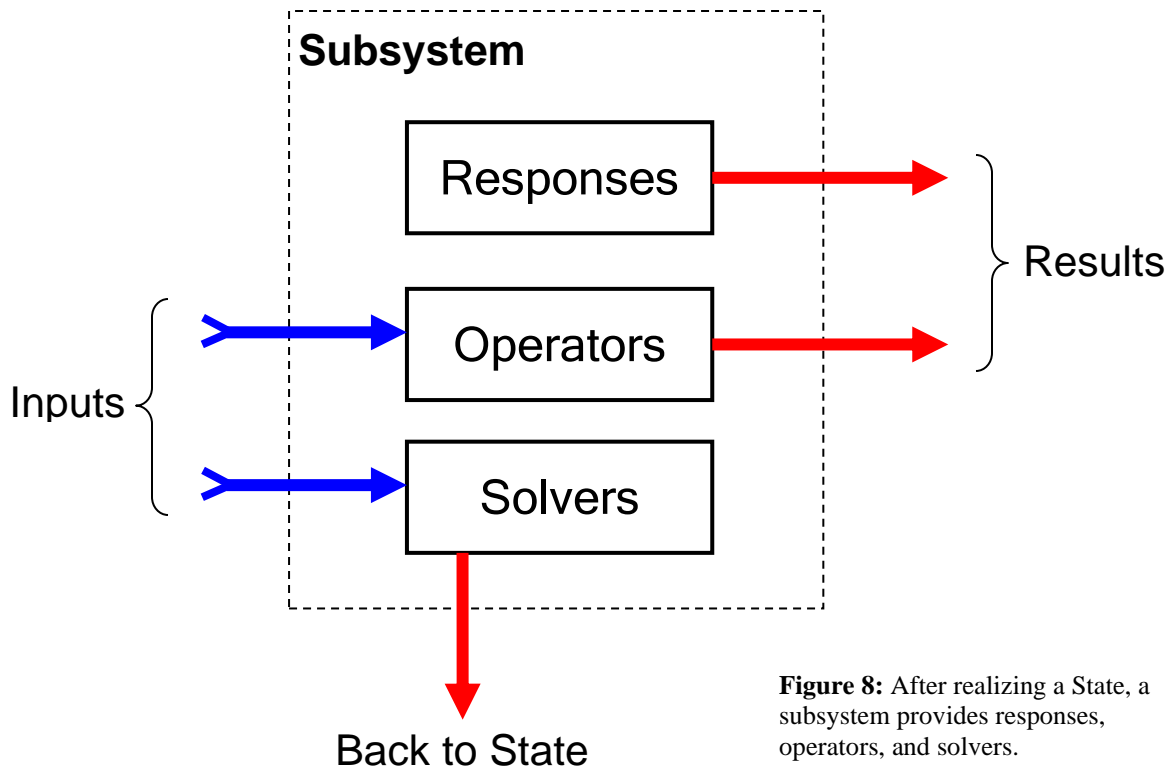 Subsystem
Responses
Results
Operators
Inputs
Solvers
Back to State
Figure 8: After realizing a State, a
subsystem provides responses,
operators, and solvers.